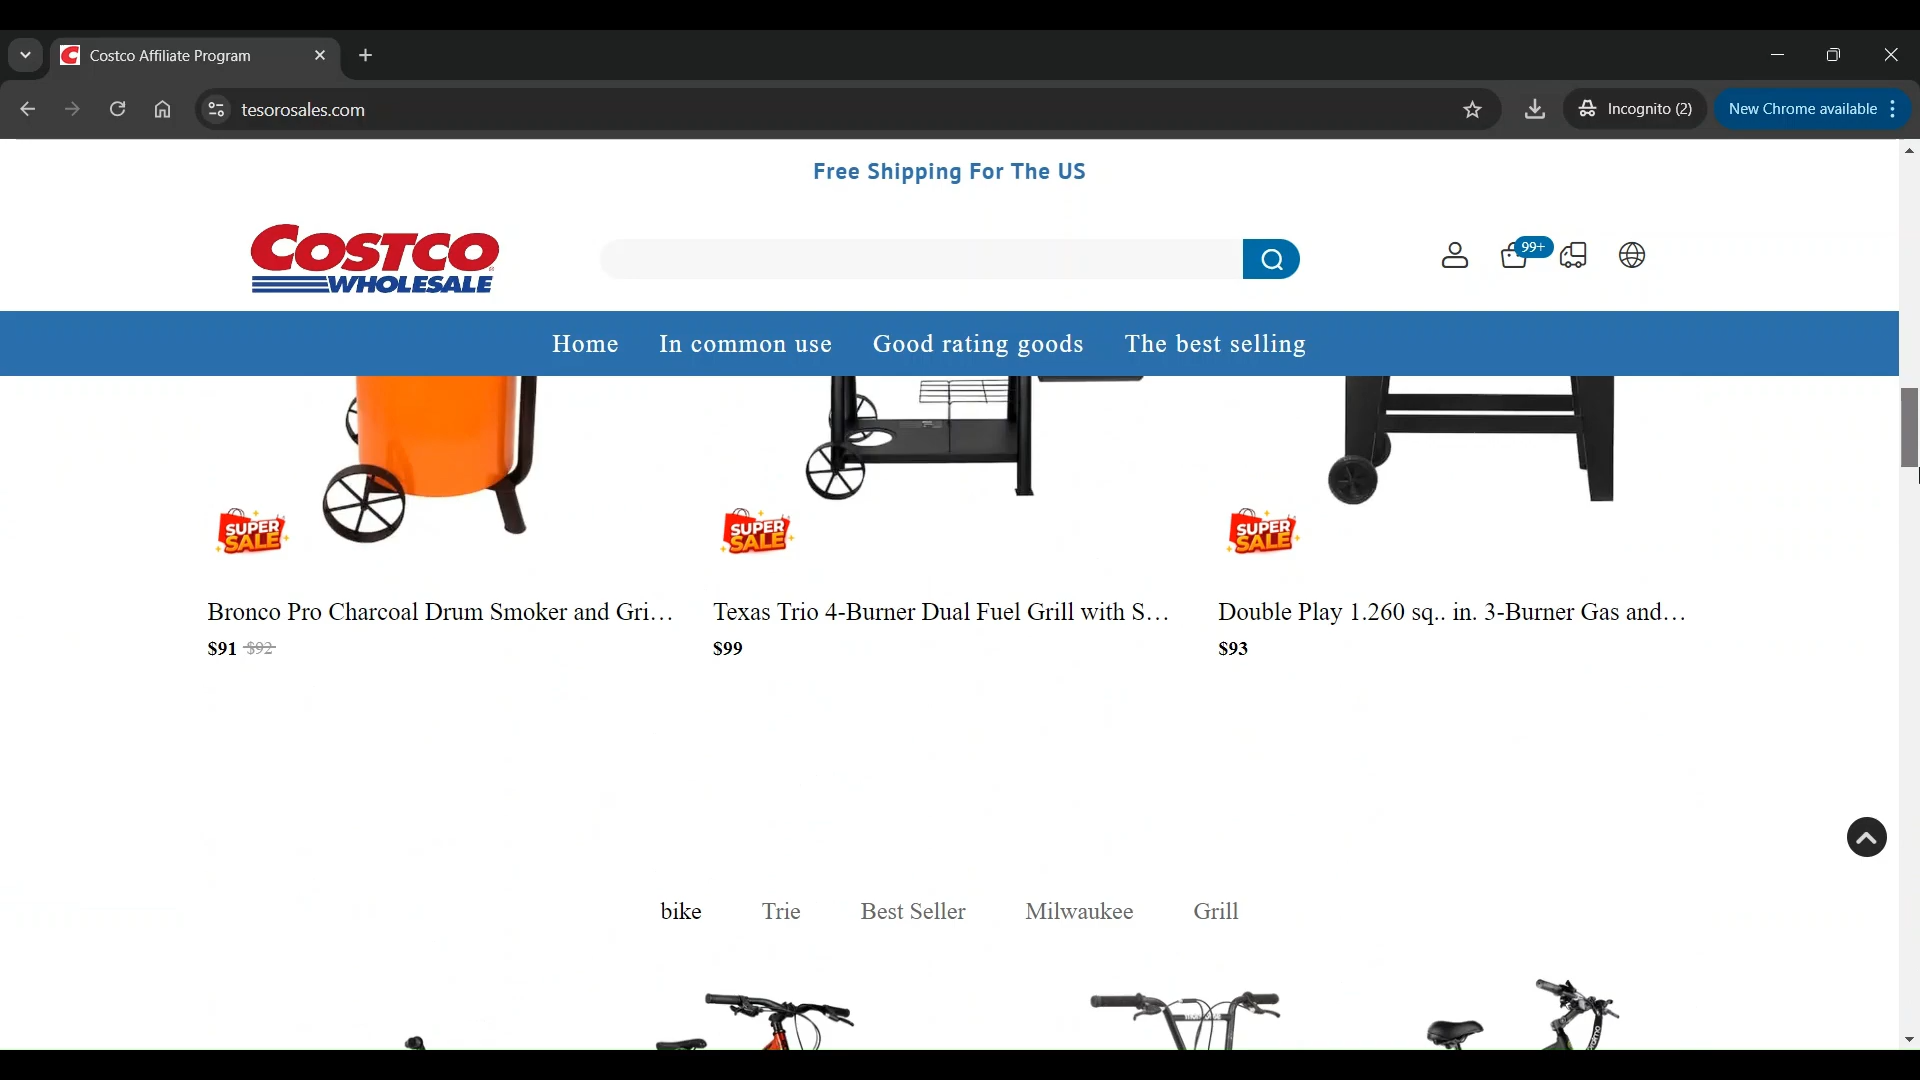 Costco Affiliate Program
tesorosales.com
Incognito (2)
New Chrome available
Free Shipping For The US
COSTCO
WHOLESALE
99+
Home In common use Good rating goods The best selling
SUPER SALE
SUPER SALE
SUPER SALE
Bronco Pro Charcoal Drum Smoker and Gri... Texas Trio 4-Burner Dual Fuel Grill with S... Double Play 1.260 sq.. in. 3-Burner Gas and...
$91 $92 $99 $93
bike Trie Best Seller Milwaukee Grill